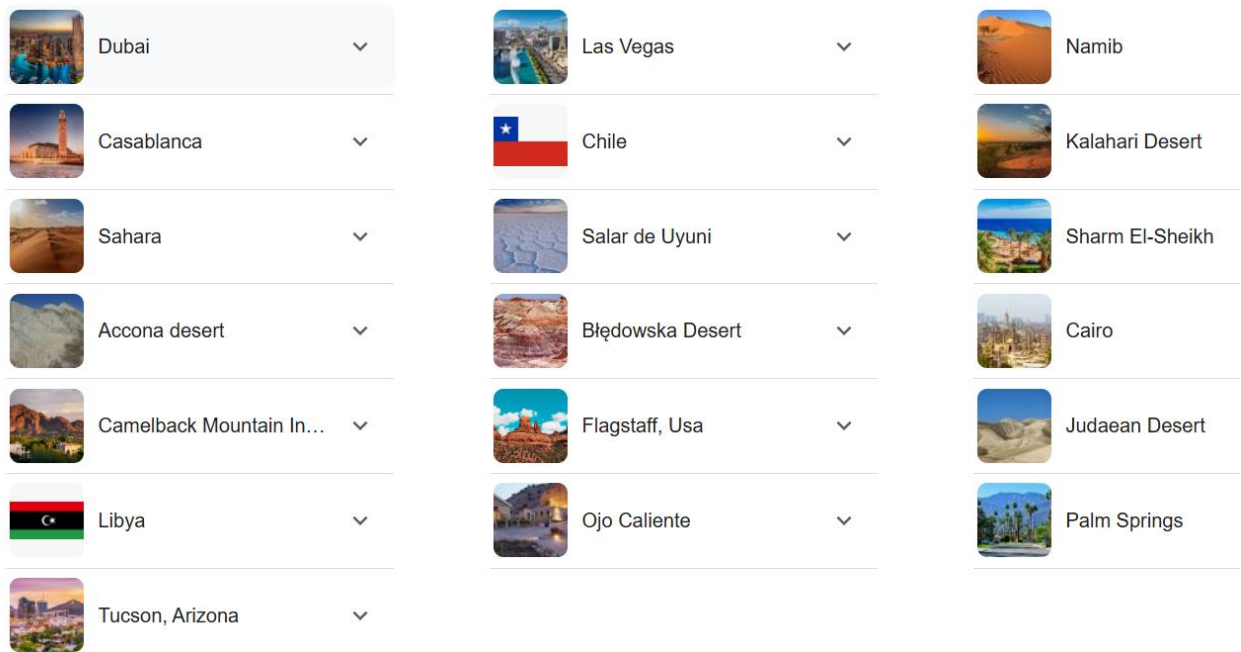 Dubai
Las Vegas
Namib
Casablanca
Chile
Kalahari Desert
Sahara
Salar de Uyuni
Sharm El-Sheikh
Accona desert
Błędowska Desert
Cairo
Camelback Mountain In...
Flagstaff, Usa
Judaean Desert
Libya
Ojo Caliente
Palm Springs
Tucson, Arizona